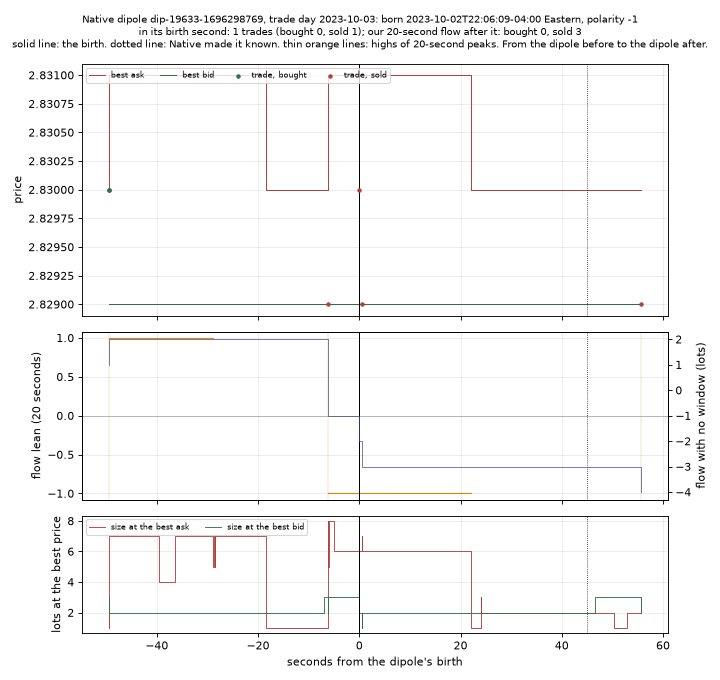 Native dipole dip-19633-1696298769, trade day 2023-10-03: born 2023-10-02T22:06:09-04:00 Eastern, polarity -1
in its birth second: 1 trades (bought 0, sold 1); our 20-second flow after it: bought 0, sold 3
solid line: the birth. dotted line: Native made it known. thin orange lines: highs of 20-second peaks. From the dipole before to the dipole after.
best ask
best bid
trade, bought
trade, sold
2.83100
2.83075
2.83050
2.83025
2.83000
2.82975
2.82950
2.82925
2.82900
price
1.0
0.5
0.0
−0.5
−1.0
flow lean (20 seconds)
2
1
0
−1
−2
−3
−4
flow with no window (lots)
size at the best ask
size at the best bid
8
6
4
2
lots at the best price
−40
−20
0
20
40
60
seconds from the dipole's birth